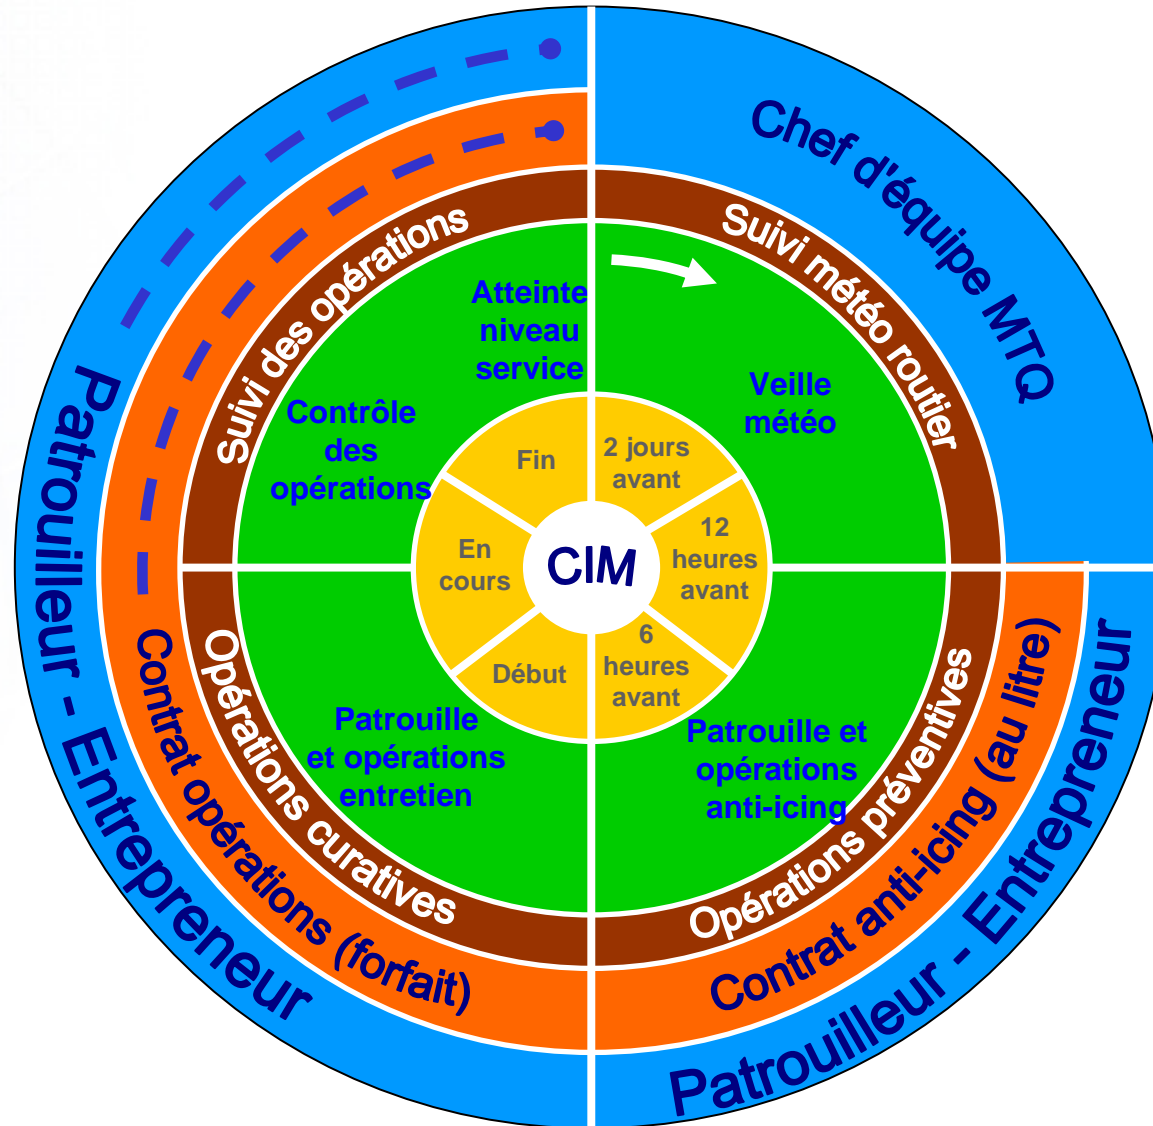 Chef d'équipe MTQ
Suivi météo routier
Veille
météo
2 jours
avant
12
heures
avant
6
heures
avant
Patrouille et
opérations
anti-icing
Opérations préventives
Contrat anti-icing (au litre)
Patrouilleur - Entrepreneur
Début
Patrouille
et opérations
entretien
Opérations curatives
Contrat opérations (forfait)
Patrouilleur - Entrepreneur
En
cours
Contrôle
des
opérations
Suivi des opérations
Fin
Atteinte
niveau
service
CIM